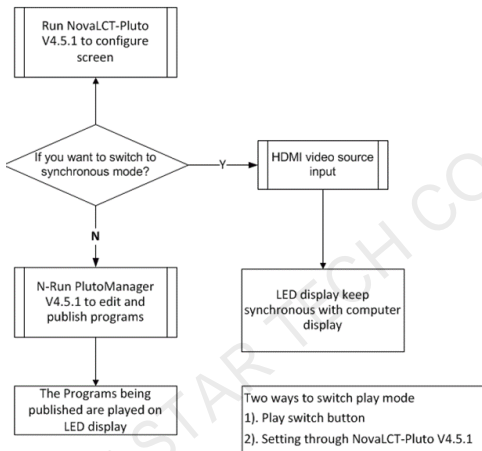 Run NovaLCT-Pluto
V4.5.1 to configure
screen
If you want to switch to
synchronous mode?
Y
HDMI video source
input
N
N-Run PlutoManager
V4.5.1 to edit and
publish programs
LED display keep
synchronous with computer
display
The Programs being
published are played on
LED display
Two ways to switch play mode
1). Play switch button
2). Setting through NovaLCT-Pluto V4.5.1
STAR TECH CO